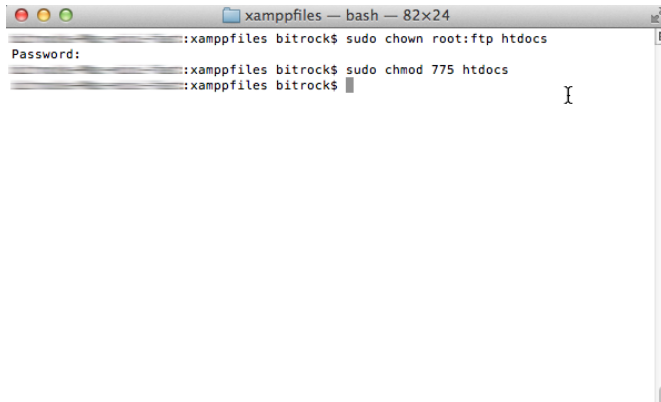 xamppfiles — bash — 82×24
:xamppfiles bitrock$ sudo chown root:ftp htdocs
Password:
:xamppfiles bitrock$ sudo chmod 775 htdocs
:xamppfiles bitrock$